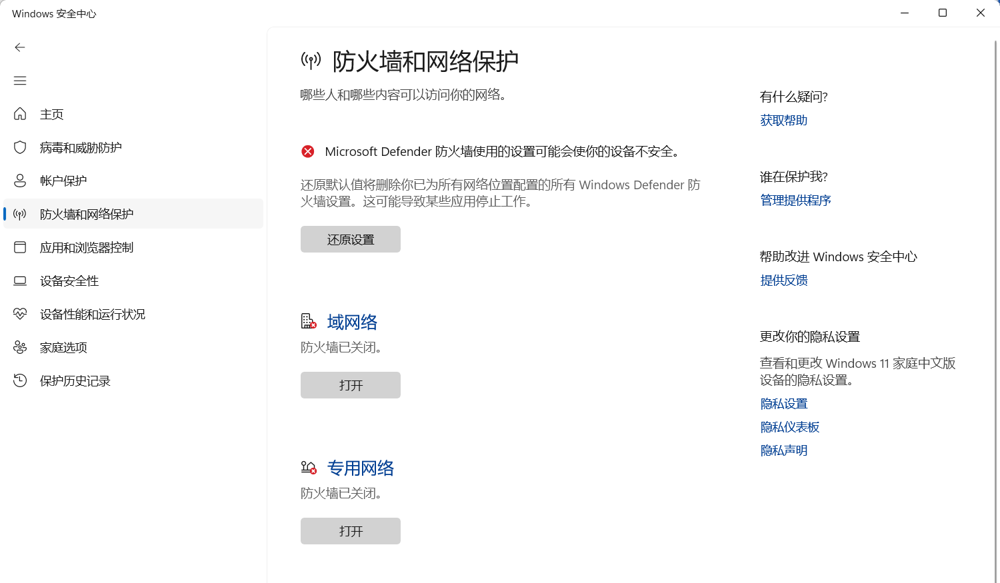 Windows 安全中心
主页
病毒和威胁防护
帐户保护
防火墙和网络保护
应用和浏览器控制
设备安全性
设备性能和运行状况
家庭选项
保护历史记录
防火墙和网络保护
哪些人和哪些内容可以访问你的网络。
Microsoft Defender 防火墙使用的设置可能会使你的设备不安全。
还原默认值将删除你已为所有网络位置配置的所有 Windows Defender 防
火墙设置。这可能导致某些应用停止工作。
还原设置
域网络
防火墙已关闭。
打开
专用网络
防火墙已关闭。
打开
有什么疑问?
获取帮助
谁在保护我?
管理提供程序
帮助改进 Windows 安全中心
提供反馈
更改你的隐私设置
查看和更改 Windows 11 家庭中文版
设备的隐私设置。
隐私设置
隐私仪表板
隐私声明